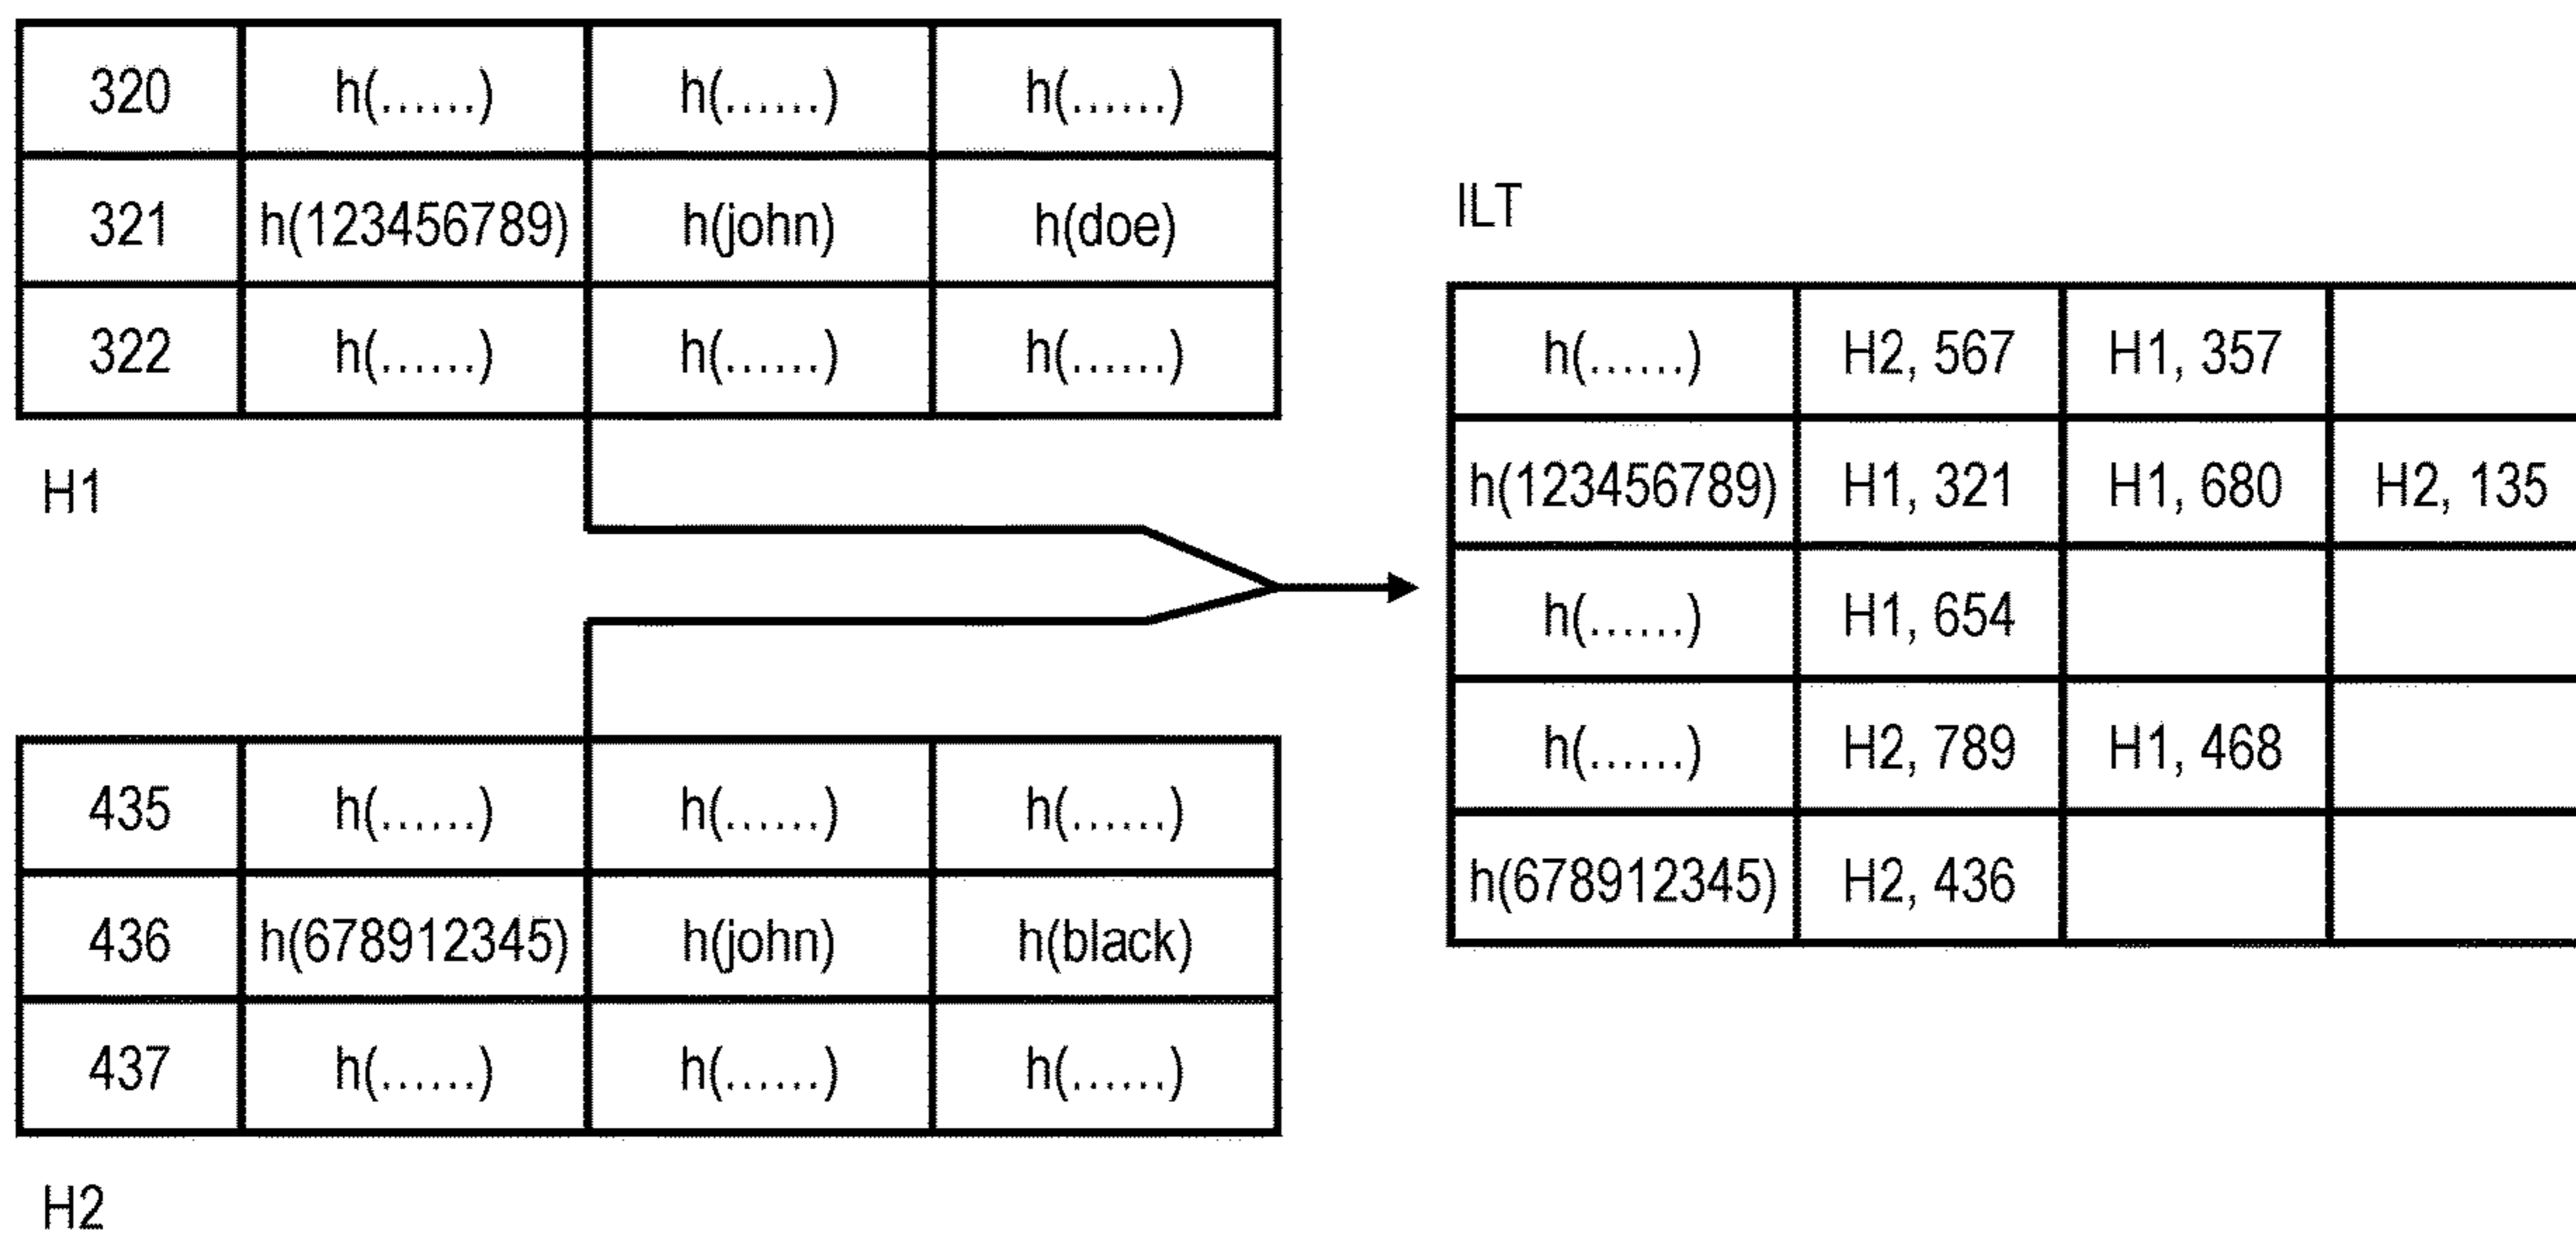 320 h(......) h(......) h(......)
321 h(123456789) h(john) h(doe)
322 h(......) h(......) h(......)
H1
435 h(......) h(......) h(......)
436 h(678912345) h(john) h(black)
437 h(......) h(......) h(......)
H2
ILT
h(......) H2, 567 H1, 357
h(123456789) H1, 321 H1, 680 H2, 135
h(......) H1, 654
h(......) H2, 789 H1, 468
h(678912345) H2, 436